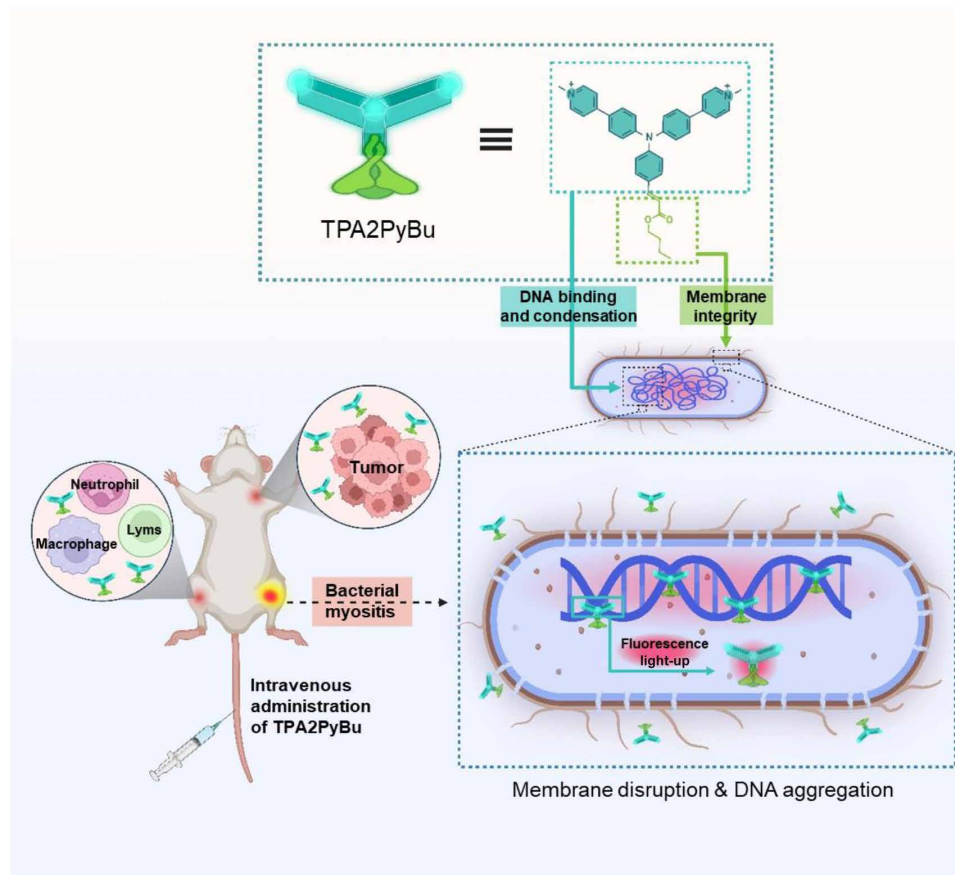 TPA2PyBu
N
+
N
+
N
O
O
DNA binding
and condensation
Membrane
integrity
Tumor
Neutrophil
Lyms
Macrophage
Bacterial
myositis
Fluorescence
light-up
Intravenous
administration
of TPA2PyBu
Membrane disruption & DNA aggregation